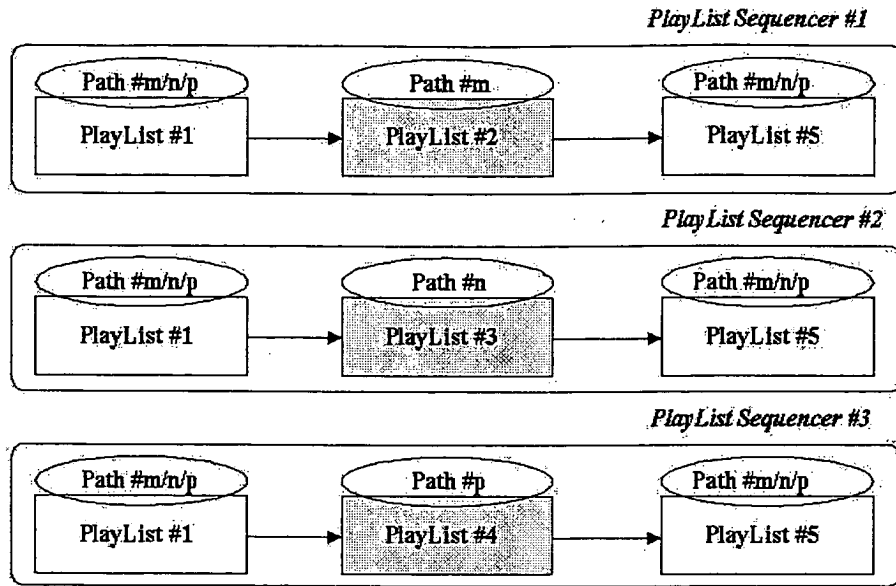 PlayList Sequencer #1
Path #m/n/p
Path #m
Path #m/n/p
PlayList #1
PlayList #2
PlayList #5
PlayList Sequencer #2
Path #m/n/p
Path #n
Path #m/n/p
PlayList #1
PlayList #3
PlayList #5
PlayList Sequencer #3
Path #m/n/p
Path #p
Path #m/n/p
PlayList #1
PlayList #4
PlayList #5